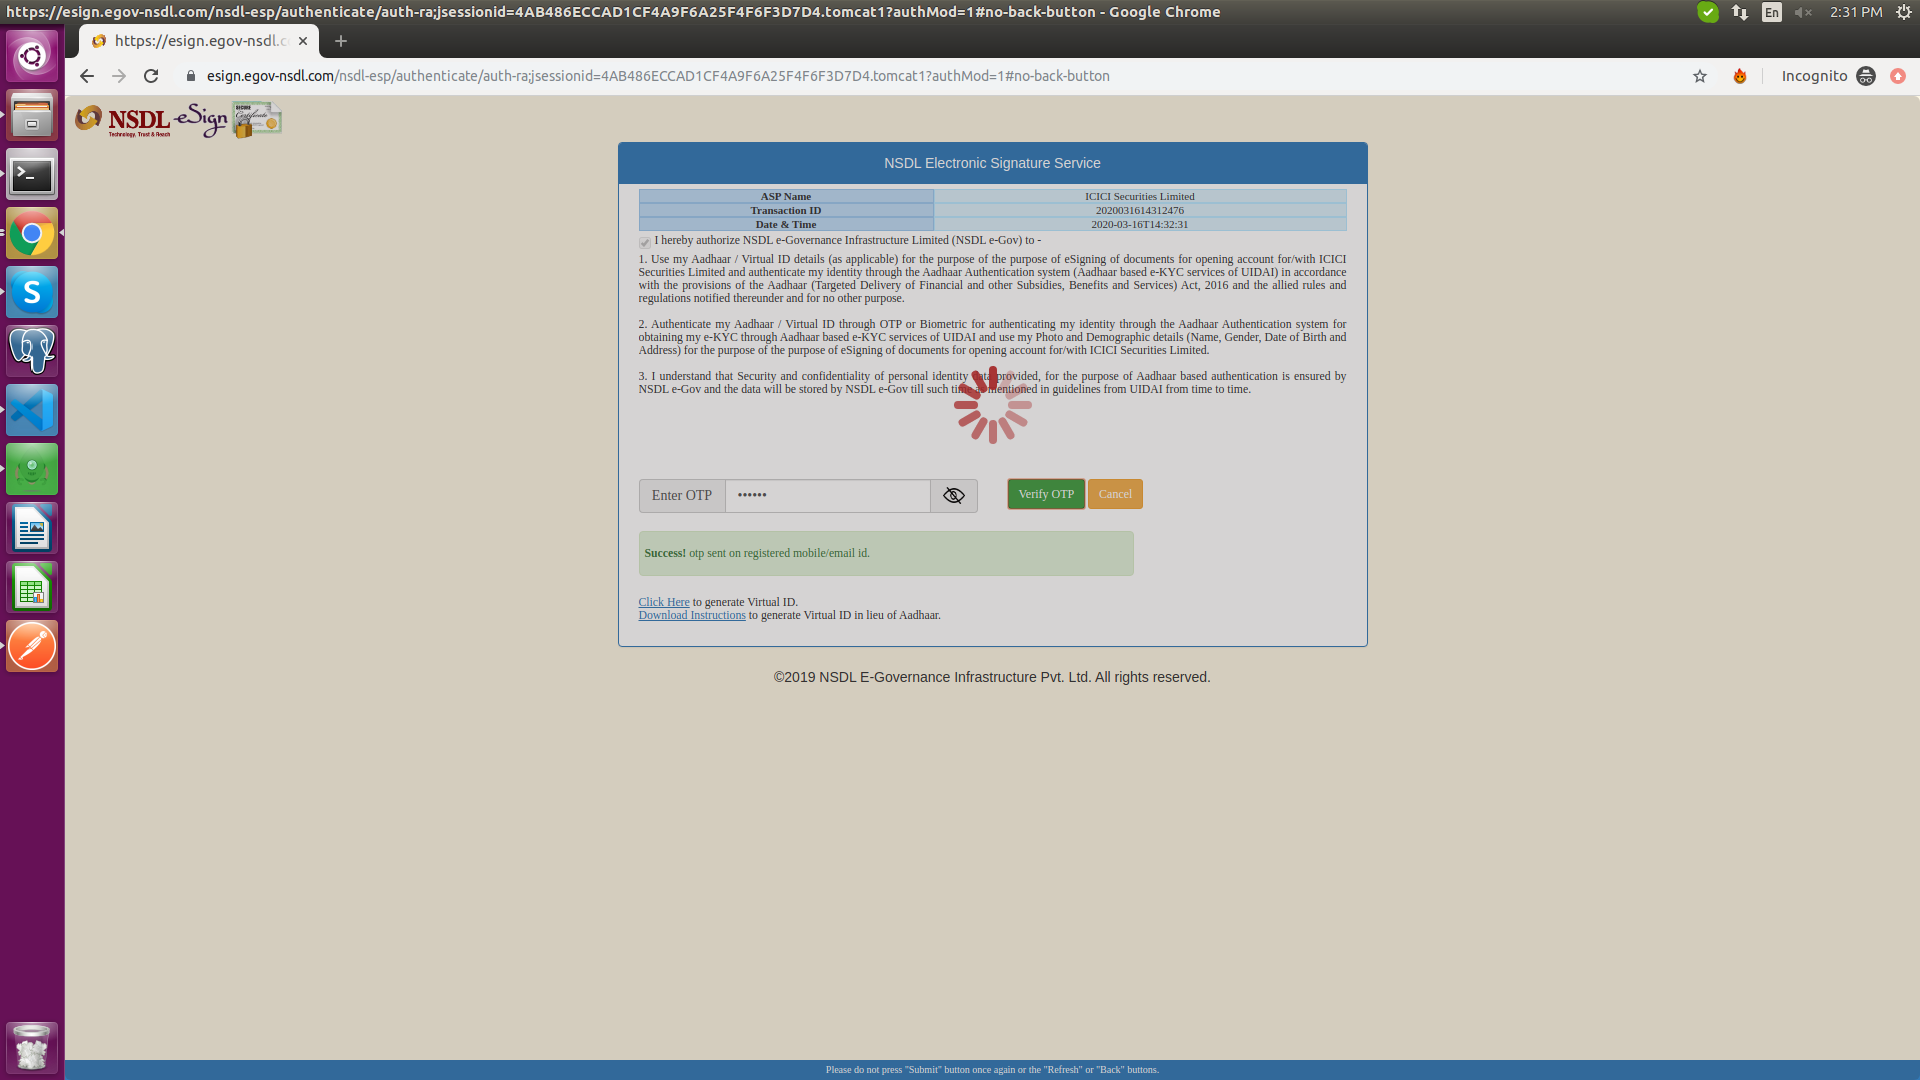 https://esign.egov-nsdl.com/nsdl-esp/authenticate/auth-ra;jsessionid=4AB486ECCAD1CF4A9F6A25F4F6F3D7D4.tomcat1?authMod=1#no-back-button - Google Chrome
En
2:31 PM
https://esign.egov-nsdl.c
esign.egov-nsdl.com/nsdl-esp/authenticate/auth-ra;jsessionid=4AB486ECCAD1CF4A9F6A25F4F6F3D7D4.tomcat1?authMod=1#no-back-button
Incognito
NSDL
Technology, Trust & Reach
eSign
SECURE
Certificate
NSDL Electronic Signature Service
ASP Name ICICI Securities Limited
Transaction ID 2020031614312476
Date & Time 2020-03-16T14:32:31
I hereby authorize NSDL e-Governance Infrastructure Limited (NSDL e-Gov) to -
1. Use my Aadhaar / Virtual ID details (as applicable) for the purpose of the purpose of eSigning of documents for opening account for/with ICICI
Securities Limited and authenticate my identity through the Aadhaar Authentication system (Aadhaar based e-KYC services of UIDAI) in accordance
with the provisions of the Aadhaar (Targeted Delivery of Financial and other Subsidies, Benefits and Services) Act, 2016 and the allied rules and
regulations notified thereunder and for no other purpose.
2. Authenticate my Aadhaar / Virtual ID through OTP or Biometric for authenticating my identity through the Aadhaar Authentication system for
obtaining my e-KYC through Aadhaar based e-KYC services of UIDAI and use my Photo and Demographic details (Name, Gender, Date of Birth and
Address) for the purpose of the purpose of eSigning of documents for opening account for/with ICICI Securities Limited.
3. I understand that Security and confidentiality of personal identity data provided, for the purpose of Aadhaar based authentication is ensured by
NSDL e-Gov and the data will be stored by NSDL e-Gov till such time as mentioned in guidelines from UIDAI from time to time.
Enter OTP
••••••
Verify OTP
Cancel
Success! otp sent on registered mobile/email id.
Click Here to generate Virtual ID.
Download Instructions to generate Virtual ID in lieu of Aadhaar.
©2019 NSDL E-Governance Infrastructure Pvt. Ltd. All rights reserved.
Please do not press "Submit" button once again or the "Refresh" or "Back" buttons.